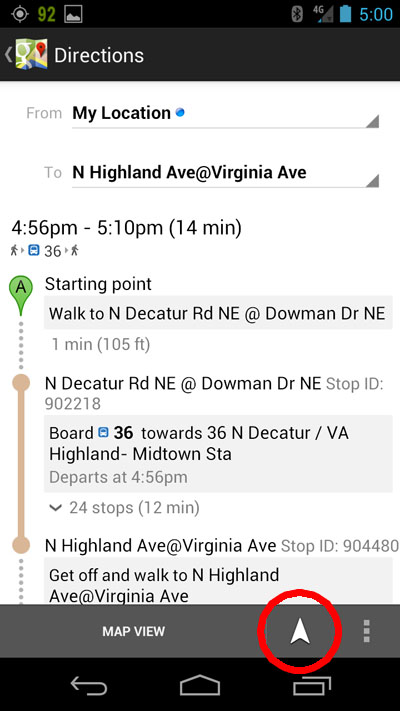 92 4G 5:00
Directions
From My Location
To N Highland Ave@Virginia Ave
4:56pm - 5:10pm (14 min)
36
A Starting point
Walk to N Decatur Rd NE @ Dowman Dr NE
1 min (105 ft)
N Decatur Rd NE @ Dowman Dr NE Stop ID:
902218
Board 36 towards 36 N Decatur / VA
Highland- Midtown Sta
Departs at 4:56pm
24 stops (12 min)
N Highland Ave@Virginia Ave Stop ID: 904480
Get off and walk to N Highland
Ave@Virginia Ave
MAP VIEW